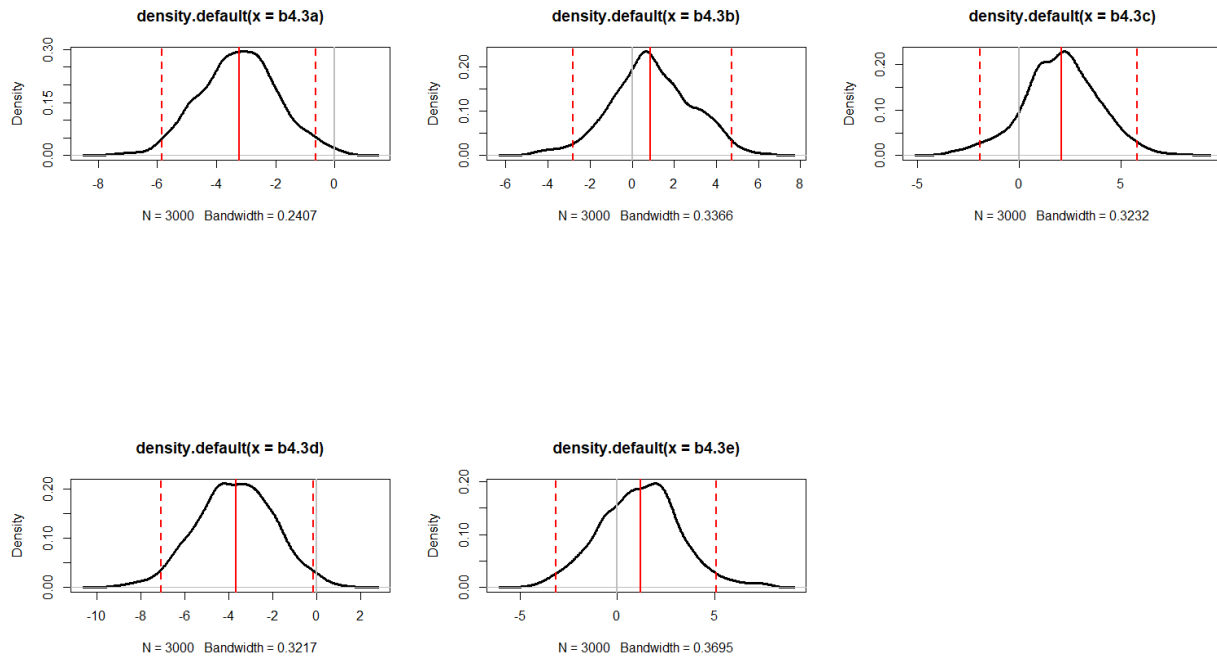 density.default(x = b4.3a)
Density
0.00 0.15 0.30
-8 -6 -4 -2 0
N = 3000 Bandwidth = 0.2407
density.default(x = b4.3b)
Density
0.00 0.10 0.20
-6 -4 -2 0 2 4 6 8
N = 3000 Bandwidth = 0.3366
density.default(x = b4.3c)
Density
0.00 0.10 0.20
-5 0 5
N = 3000 Bandwidth = 0.3232
density.default(x = b4.3d)
Density
0.00 0.10 0.20
-10 -8 -6 -4 -2 0 2
N = 3000 Bandwidth = 0.3217
density.default(x = b4.3e)
Density
0.00 0.10 0.20
-5 0 5
N = 3000 Bandwidth = 0.3695